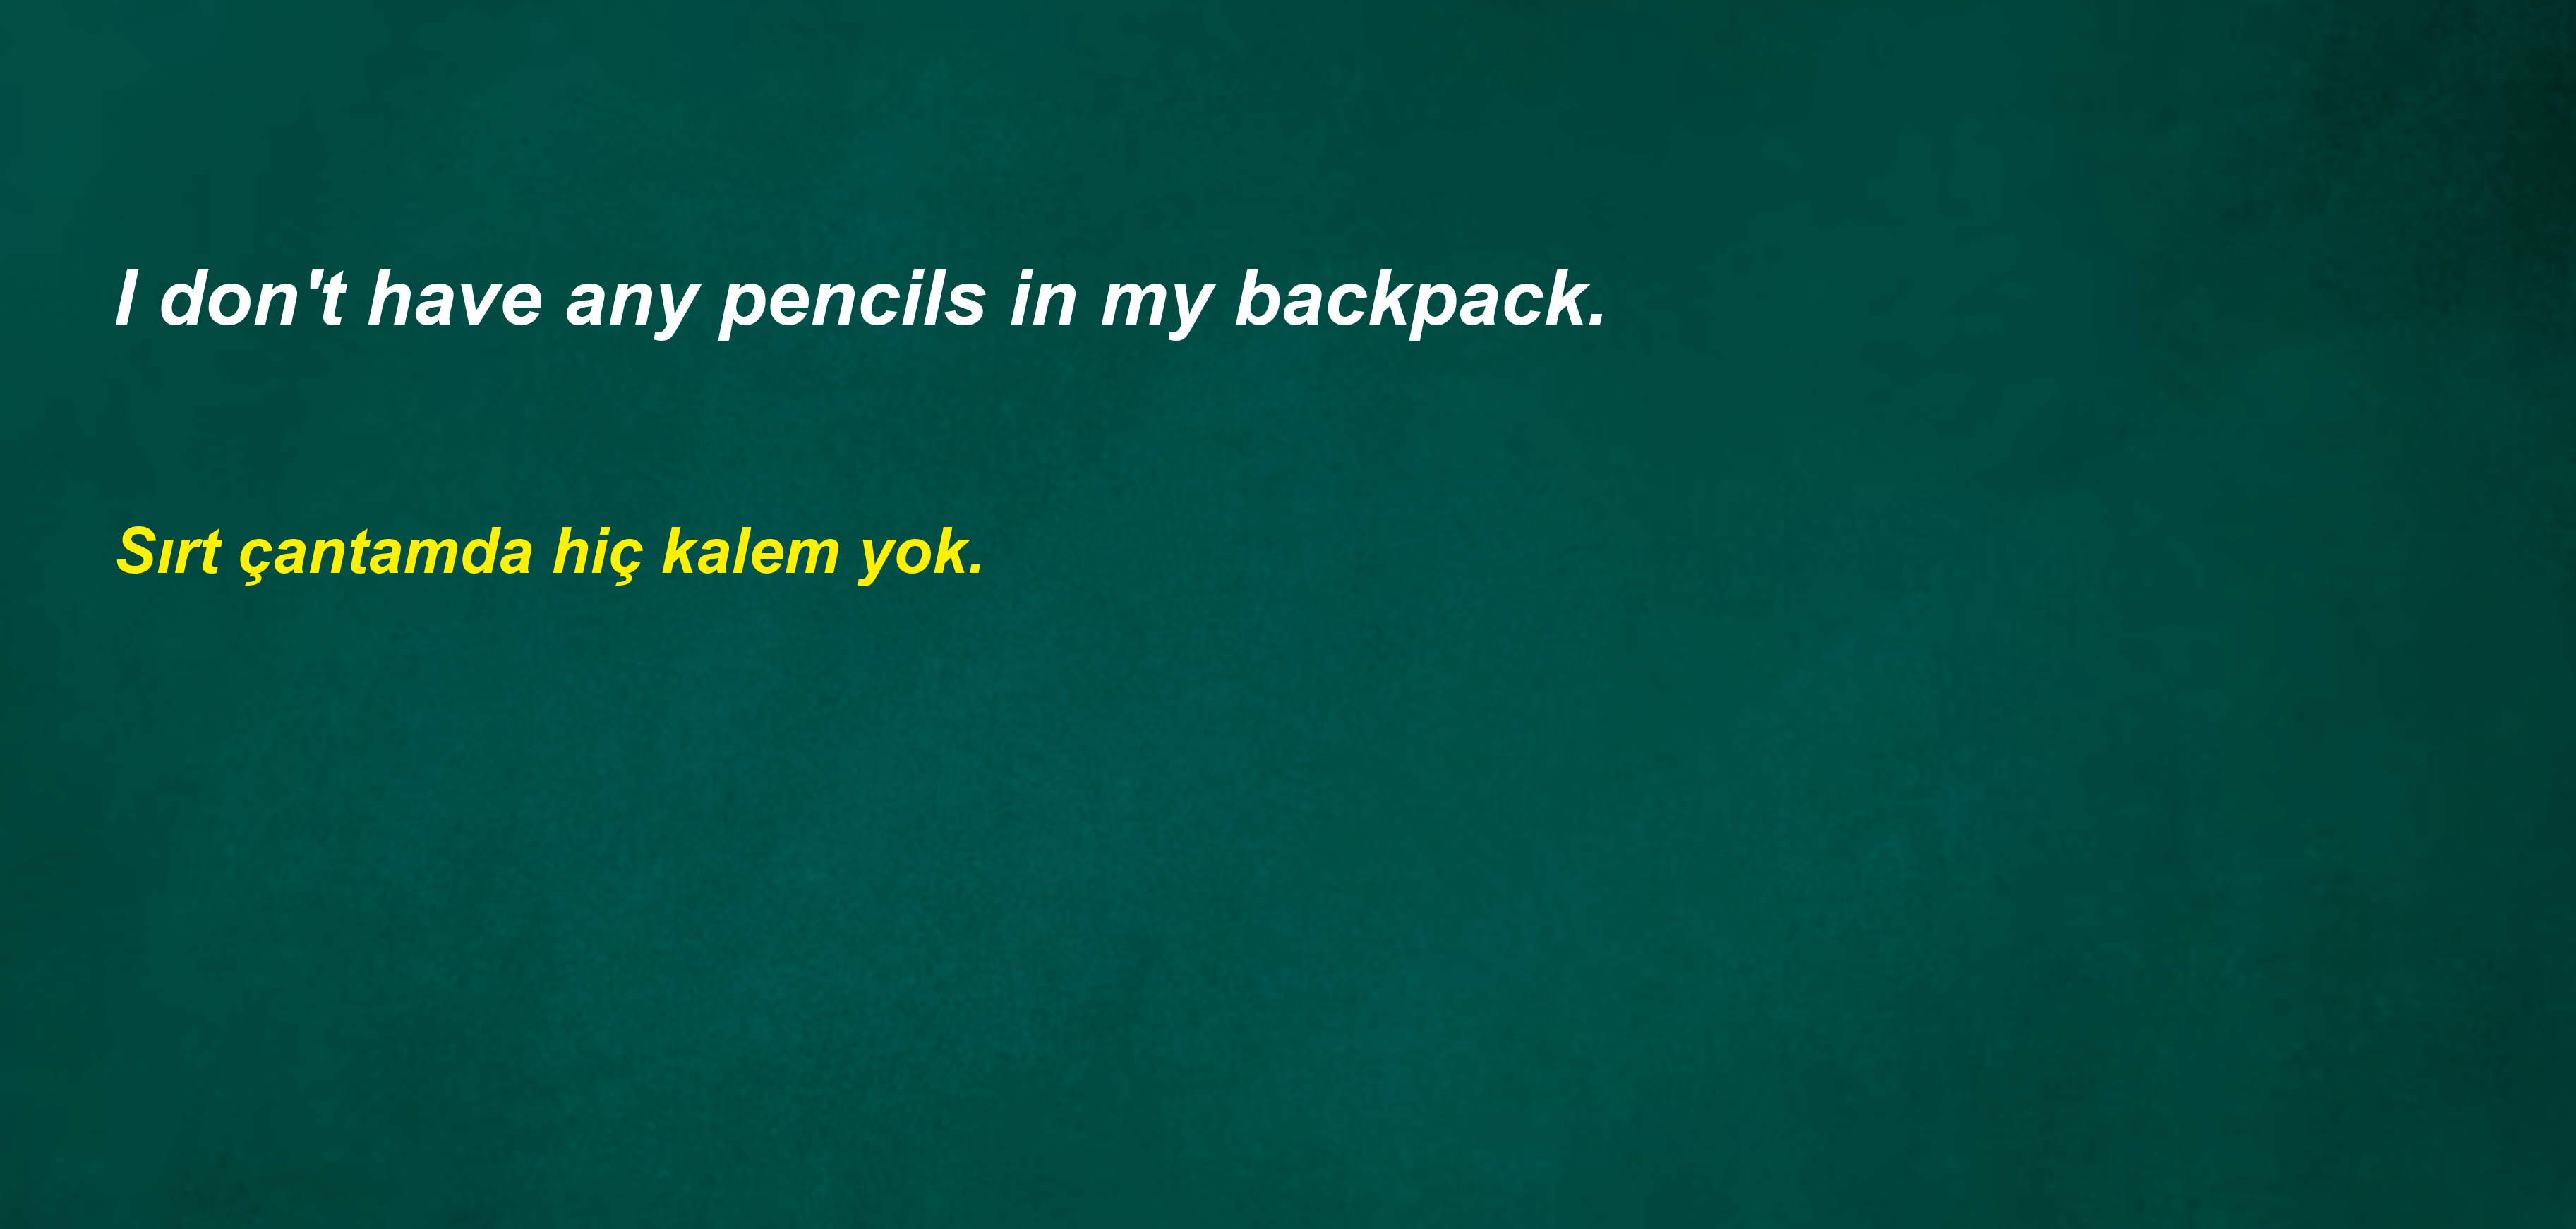 I don't have any pencils in my backpack.
Sırt çantamda hiç kalem yok.